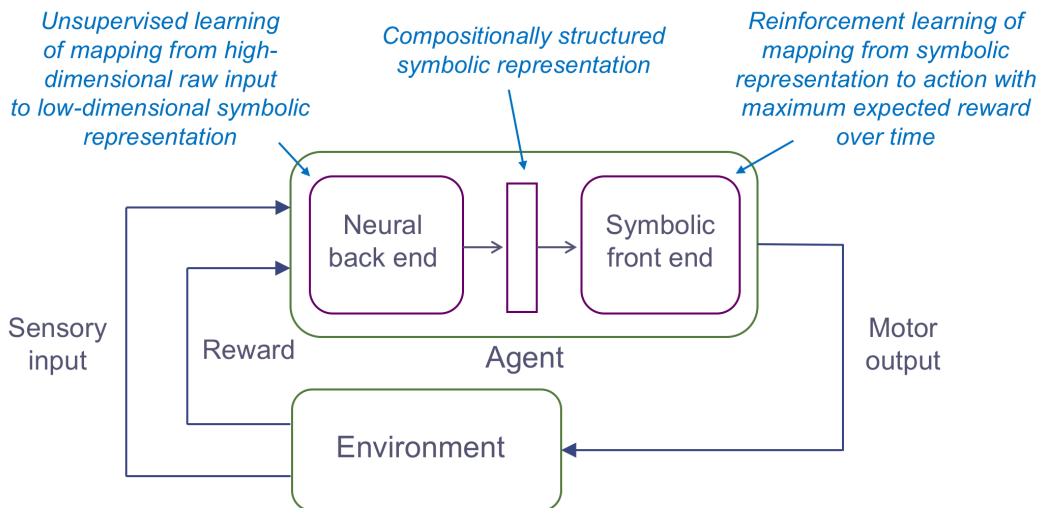 Unsupervised learning
of mapping from high-
dimensional raw input
to low-dimensional symbolic
representation
Compositionally structured
symbolic representation
Reinforcement learning of
mapping from symbolic
representation to action with
maximum expected reward
over time
Neural
back end
Symbolic
front end
Agent
Sensory
input
Reward
Motor
output
Environment